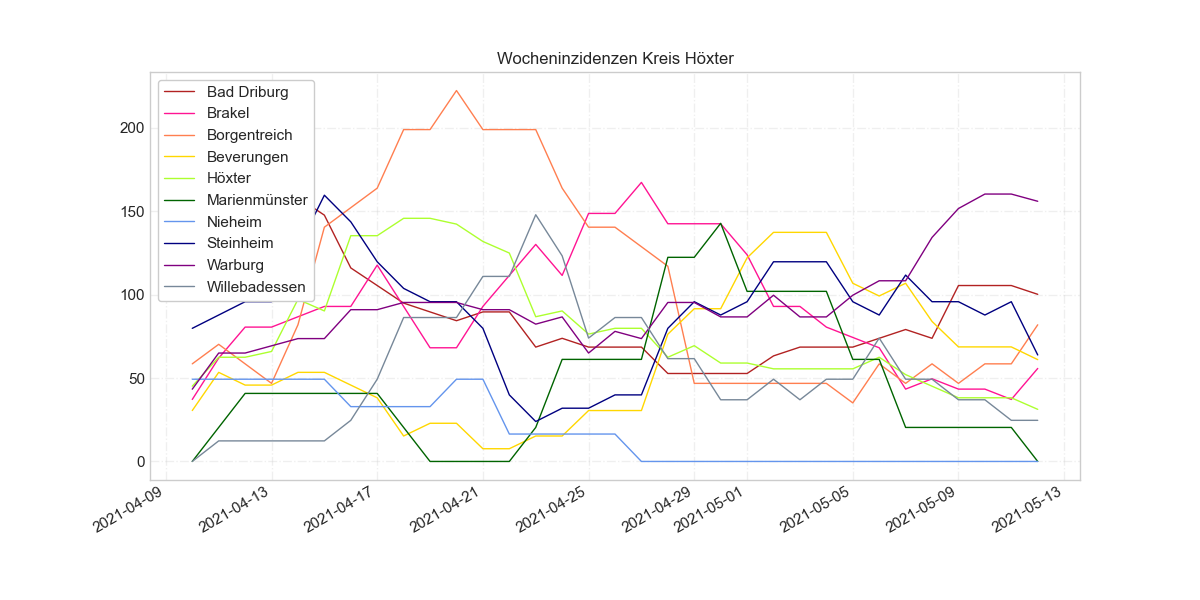 Wocheninzidenzen Kreis Höxter
Bad Driburg
Brakel
Borgentreich
Beverungen
Höxter
Marienmünster
Nieheim
Steinheim
Warburg
Willebadessen
200
150
100
50
0
2021-04-09
2021-04-13
2021-04-17
2021-04-21
2021-04-25
2021-04-29
2021-05-01
2021-05-05
2021-05-09
2021-05-13